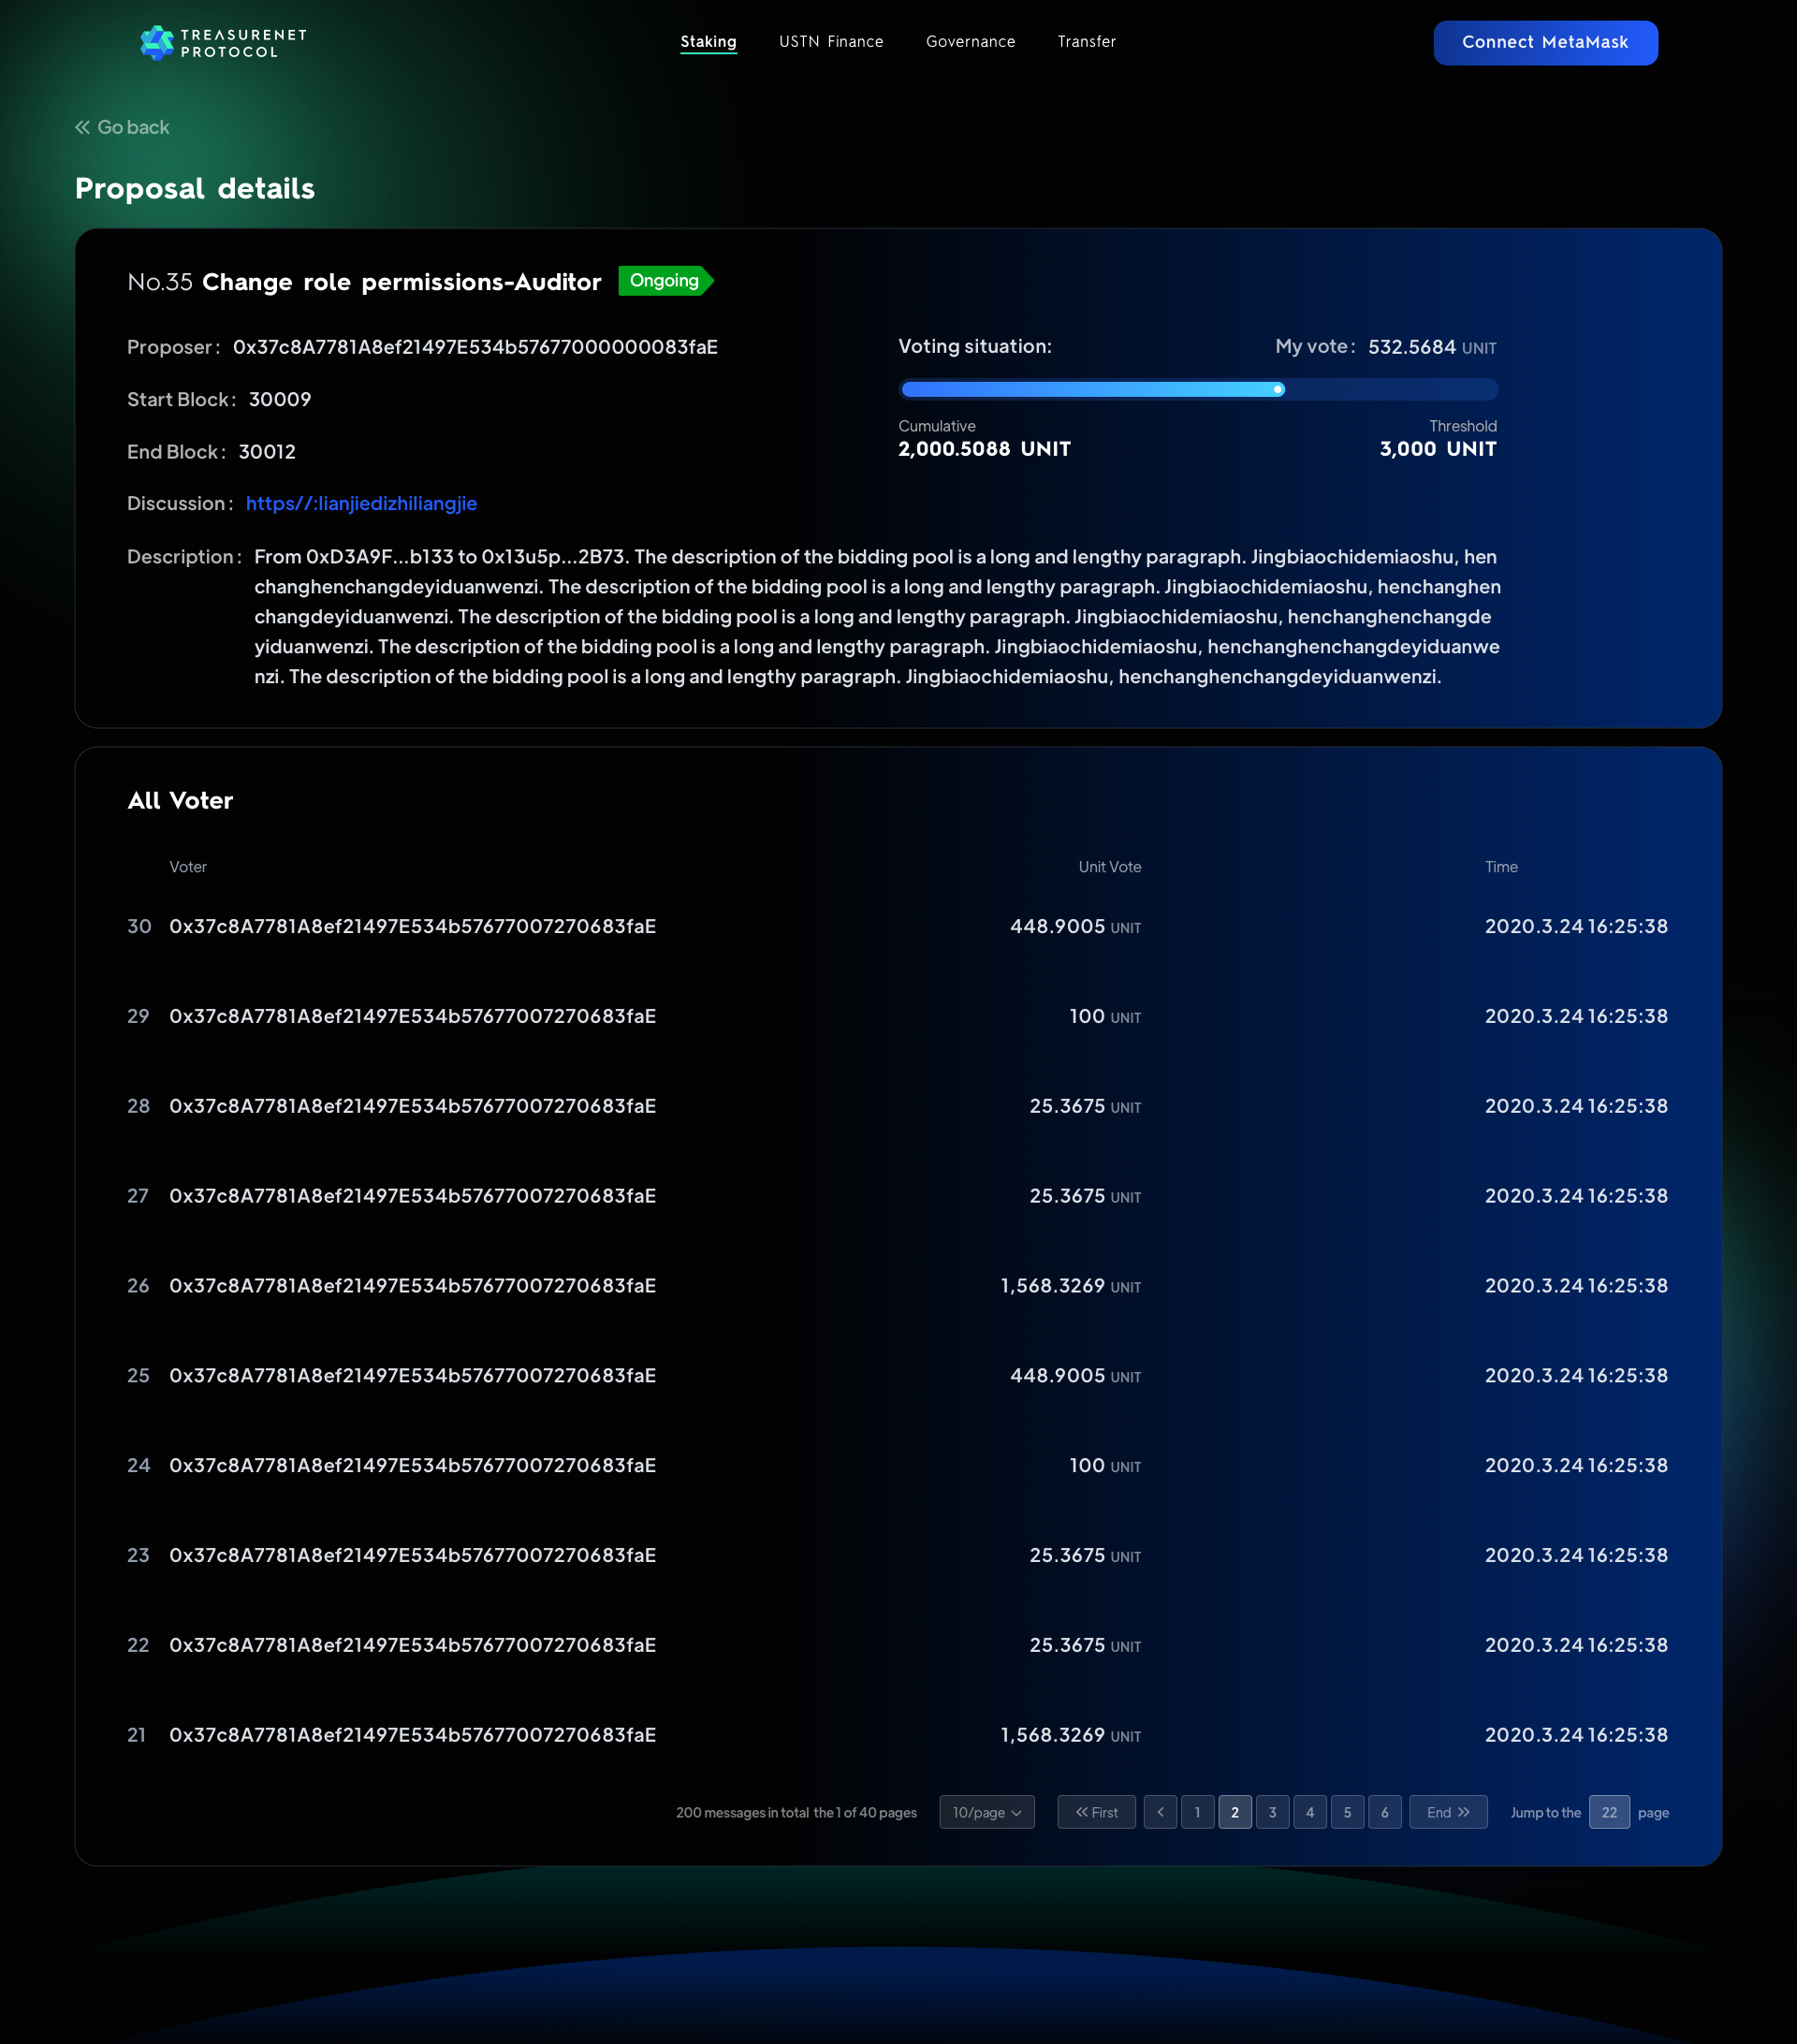 TREASURENET
PROTOCOL
Staking
USTN Finance
Governance
Transfer
Connect MetaMask
Go back
Proposal details
No.35 Change role permissions-Auditor
Ongoing
Proposer : 0x37c8A7781A8ef21497E534b57677000000083faE
Voting situation:
My vote : 532.5684 UNIT
Start Block : 30009
Cumulative
Threshold
2,000.5088 UNIT
3,000 UNIT
End Block : 30012
Discussion : https//:lianjiedizhiliangjie
Description : From 0xD3A9F...b133 to 0x13u5p...2B73. The description of the bidding pool is a long and lengthy paragraph. Jingbiaochidemiaoshu, hen
changhenchangdeyiduanwenzi. The description of the bidding pool is a long and lengthy paragraph. Jingbiaochidemiaoshu, henchanghen
changdeyiduanwenzi. The description of the bidding pool is a long and lengthy paragraph. Jingbiaochidemiaoshu, henchanghenchangde
yiduanwenzi. The description of the bidding pool is a long and lengthy paragraph. Jingbiaochidemiaoshu, henchanghenchangdeyiduanwe
nzi. The description of the bidding pool is a long and lengthy paragraph. Jingbiaochidemiaoshu, henchanghenchangdeyiduanwenzi.
All Voter
Voter Unit Vote Time
30 0x37c8A7781A8ef21497E534b57677007270683faE 448.9005 UNIT 2020.3.24 16:25:38
29 0x37c8A7781A8ef21497E534b57677007270683faE 100 UNIT 2020.3.24 16:25:38
28 0x37c8A7781A8ef21497E534b57677007270683faE 25.3675 UNIT 2020.3.24 16:25:38
27 0x37c8A7781A8ef21497E534b57677007270683faE 25.3675 UNIT 2020.3.24 16:25:38
26 0x37c8A7781A8ef21497E534b57677007270683faE 1,568.3269 UNIT 2020.3.24 16:25:38
25 0x37c8A7781A8ef21497E534b57677007270683faE 448.9005 UNIT 2020.3.24 16:25:38
24 0x37c8A7781A8ef21497E534b57677007270683faE 100 UNIT 2020.3.24 16:25:38
23 0x37c8A7781A8ef21497E534b57677007270683faE 25.3675 UNIT 2020.3.24 16:25:38
22 0x37c8A7781A8ef21497E534b57677007270683faE 25.3675 UNIT 2020.3.24 16:25:38
21 0x37c8A7781A8ef21497E534b57677007270683faE 1,568.3269 UNIT 2020.3.24 16:25:38
200 messages in total the 1 of 40 pages 10/page First 1 2 3 4 5 6 End Jump to the 22 page